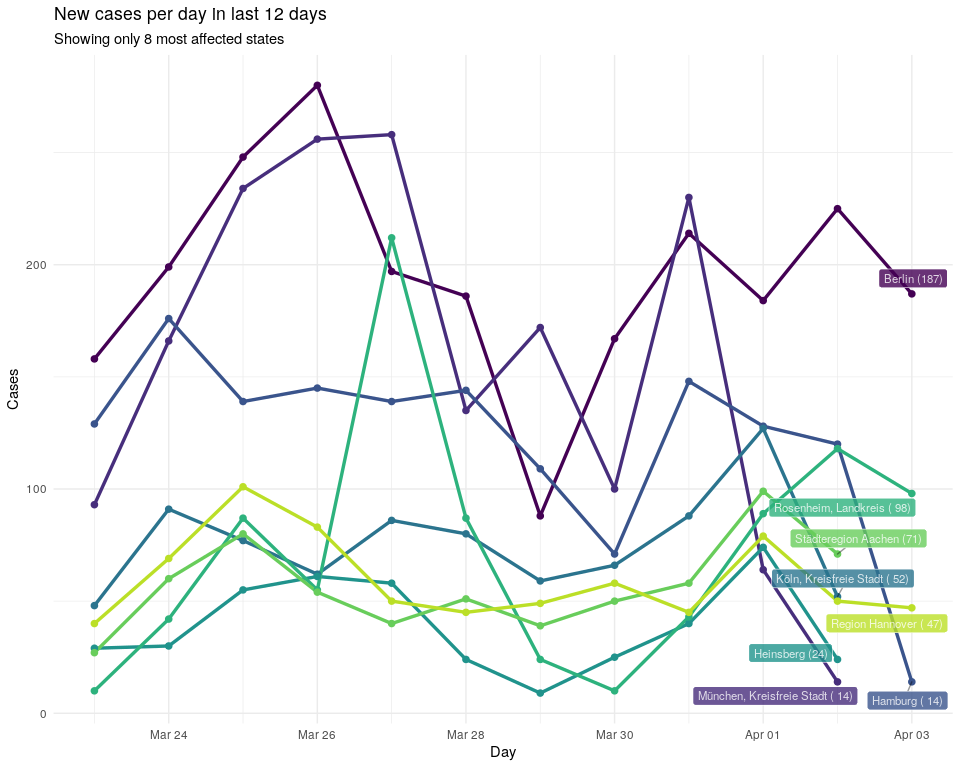 New cases per day in last 12 days
Showing only 8 most affected states
Cases
200
100
0
Berlin (187)
Rosenheim, Landkreis ( 98)
Städteregion Aachen (71)
Köln, Kreisfreie Stadt ( 52)
Region Hannover ( 47)
Heinsberg (24)
München, Kreisfreie Stadt ( 14)
Hamburg ( 14)
Mar 24
Mar 26
Mar 28
Mar 30
Apr 01
Apr 03
Day